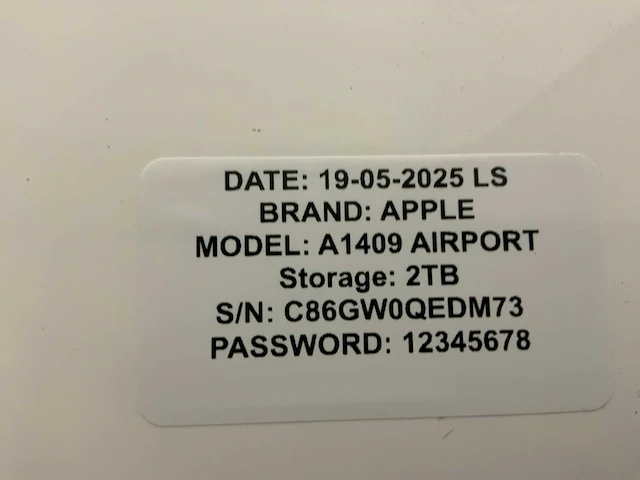 DATE: 19-05-2025 LS
BRAND: APPLE
MODEL: A1409 AIRPORT
Storage: 2TB
S/N: C86GW0QEDM73
PASSWORD: 12345678